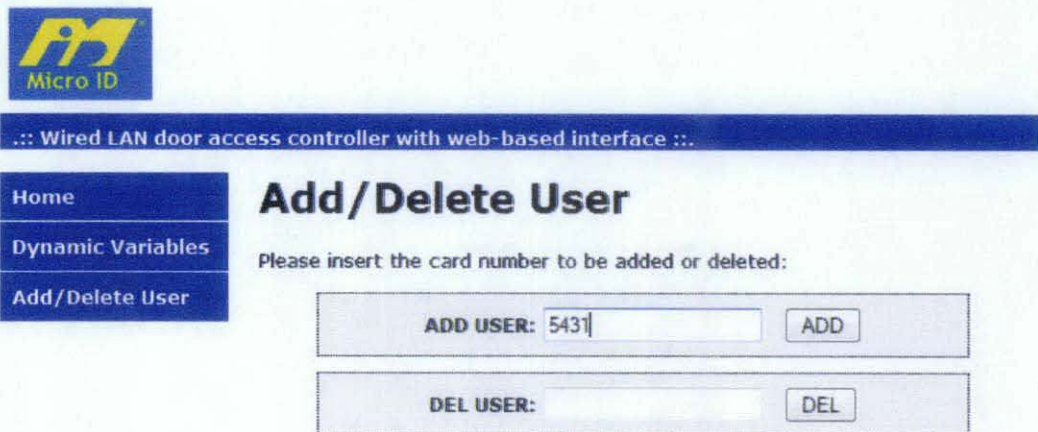 Micro ID
.:: Wired LAN door access controller with web-based interface ::.
Home
Dynamic Variables
Add/Delete User
Add/Delete User
Please insert the card number to be added or deleted:
ADD USER: 5431 ADD
DEL USER: DEL